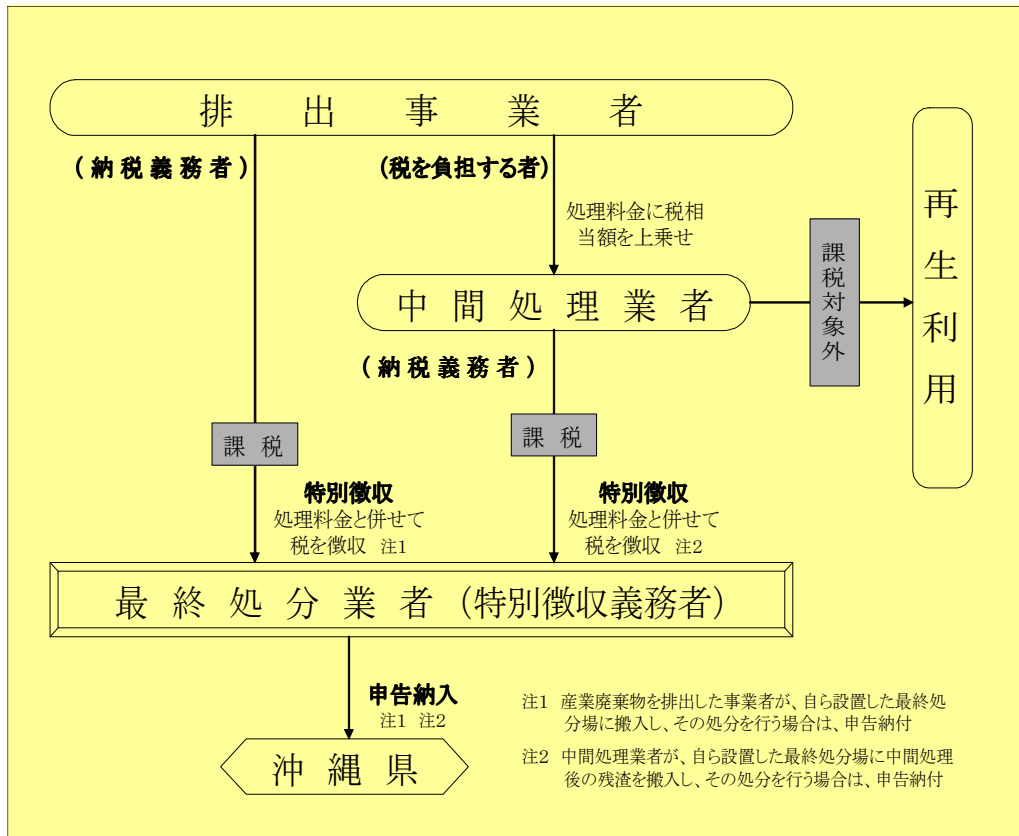 排出事業者
(納税義務者)
(税を負担する者)
処理料金に税相
当額を上乗せ
中間処理業者
課税対象外
再生利用
(納税義務者)
課税
課税
特別徴収
処理料金と併せて
税を徴収 注1
特別徴収
処理料金と併せて
税を徴収 注2
最終処分業者(特別徴収義務者)
申告納入
注1 注2
沖縄県
注1 産業廃棄物を排出した事業者が、自ら設置した最終処
分場に搬入し、その処分を行う場合は、申告納付
注2 中間処理業者が、自ら設置した最終処分場に中間処理
後の残渣を搬入し、その処分を行う場合は、申告納付